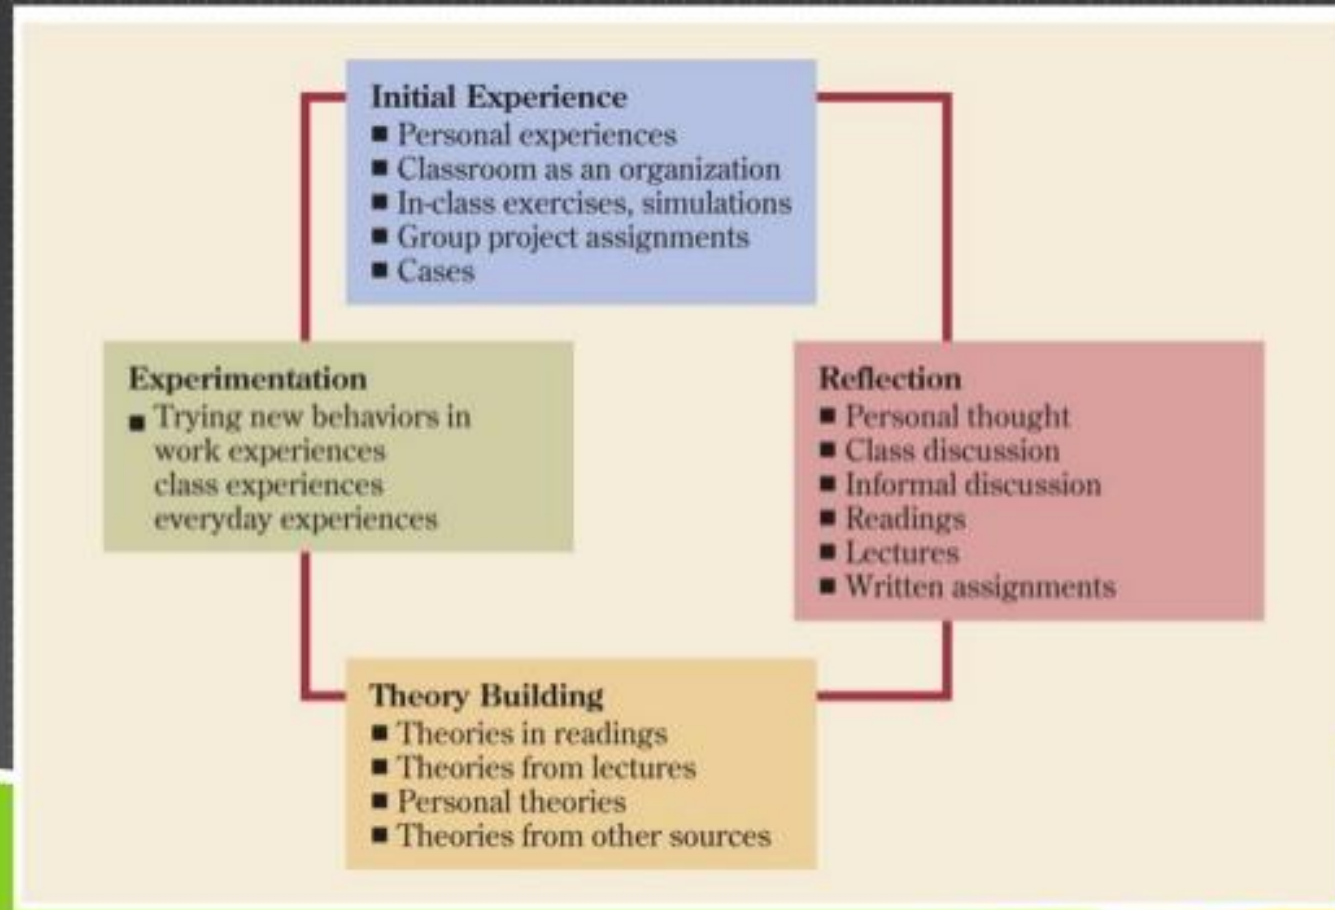 Initial Experience
■ Personal experiences
■ Classroom as an organization
■ In-class exercises, simulations
■ Group project assignments
■ Cases
Experimentation
■ Trying new behaviors in
work experiences
class experiences
everyday experiences
Reflection
■ Personal thought
■ Class discussion
■ Informal discussion
■ Readings
■ Lectures
■ Written assignments
Theory Building
■ Theories in readings
■ Theories from lectures
■ Personal theories
■ Theories from other sources